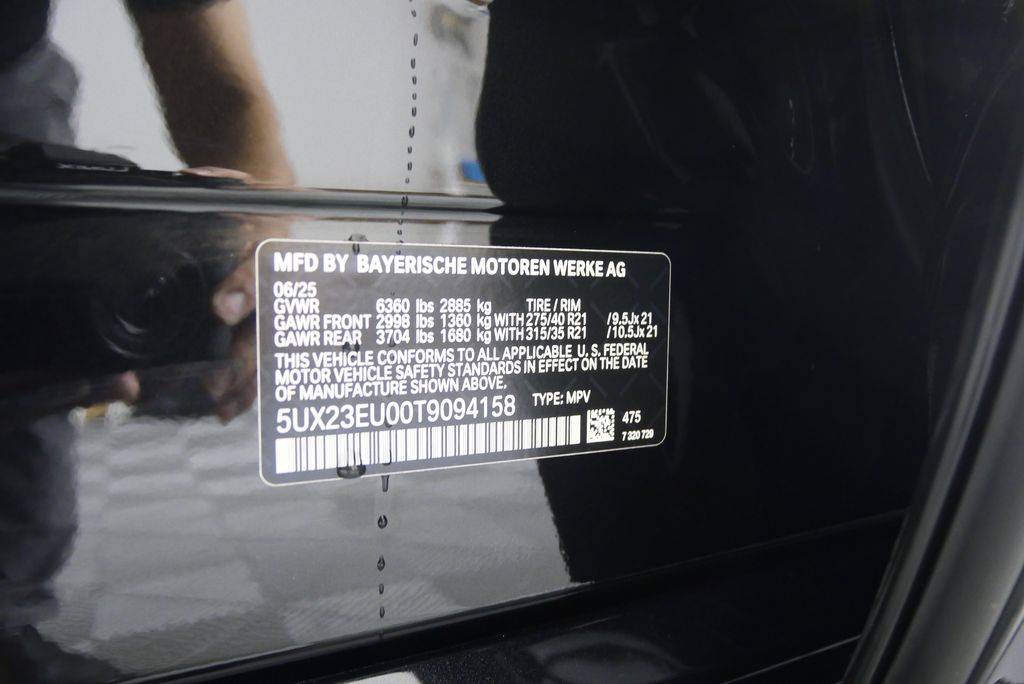 MFD BY BAYERISCHE MOTOREN WERKE AG
06/25
GVWR 6360 lbs 2885 kg TIRE / RIM
GAWR FRONT 2998 lbs 1360 kg WITH 275/40 R21 /9.5Jx21
GAWR REAR 3704 lbs 1680 kg WITH 315/35 R21 /10.5Jx21
THIS VEHICLE CONFORMS TO ALL APPLICABLE U.S. FEDERAL
MOTOR VEHICLE SAFETY STANDARDS IN EFFECT ON THE DATE
OF MANUFACTURE SHOWN ABOVE.
5UX23EU00T9094158 TYPE: MPV
475
7 320 729